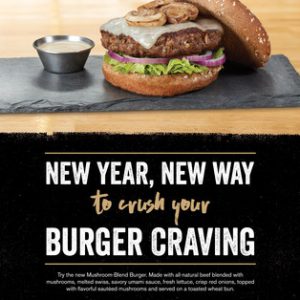 NEW YEAR, NEW WAY
to crush your
BURGER CRAVING
Try the new Mushroom Blend Burger. Made with all-natural beef blended with
mushrooms, melted swiss, savory umami sauce, fresh lettuce, crisp red onions, topped
with flavorful sautéed mushrooms and served on a toasted wheat bun.